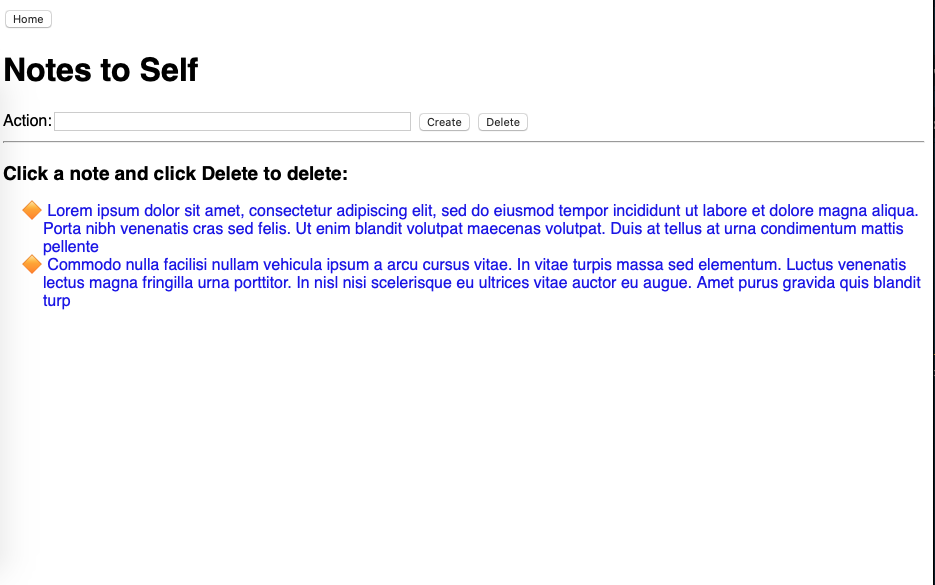 Home
Notes to Self
Action: Create Delete
Click a note and click Delete to delete:
🔶 Lorem ipsum dolor sit amet, consectetur adipiscing elit, sed do eiusmod tempor incididunt ut labore et dolore magna aliqua.
Porta nibh venenatis cras sed felis. Ut enim blandit volutpat maecenas volutpat. Duis at tellus at urna condimentum mattis
pellente
🔶 Commodo nulla facilisi nullam vehicula ipsum a arcu cursus vitae. In vitae turpis massa sed elementum. Luctus venenatis
lectus magna fringilla urna porttitor. In nisl nisi scelerisque eu ultrices vitae auctor eu augue. Amet purus gravida quis blandit
turp